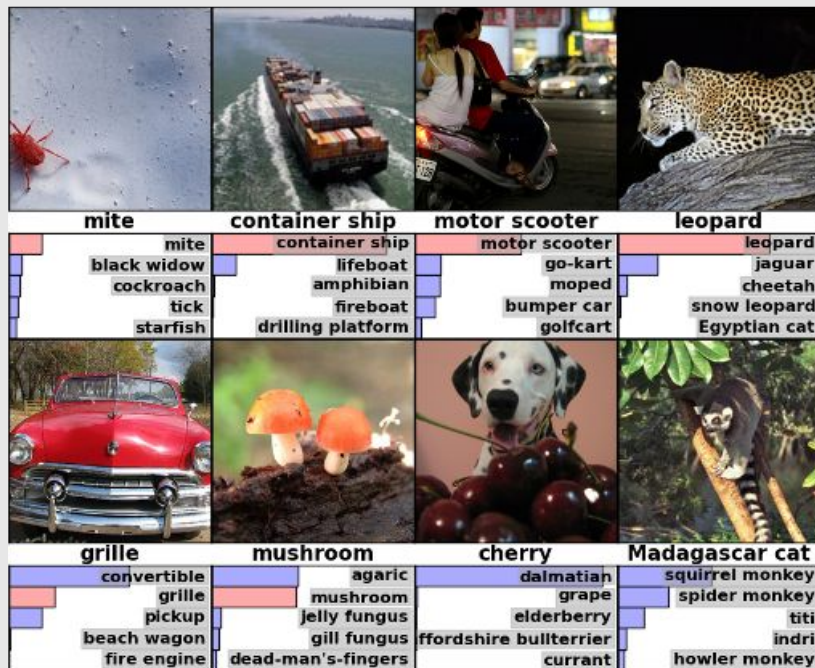 mite
container ship
motor scooter
leopard
mite
black widow
cockroach
tick
starfish
container ship
lifeboat
amphibian
fireboat
drilling platform
motor scooter
go-kart
moped
bumper car
golfcart
leopard
jaguar
cheetah
snow leopard
Egyptian cat
grille
mushroom
cherry
Madagascar cat
convertible
grille
pickup
beach wagon
fire engine
agaric
mushroom
jelly fungus
gill fungus
dead-man's-fingers
dalmatian
grape
elderberry
ffordshire bullterrier
currant
squirrel monkey
spider monkey
titi
indri
howler monkey